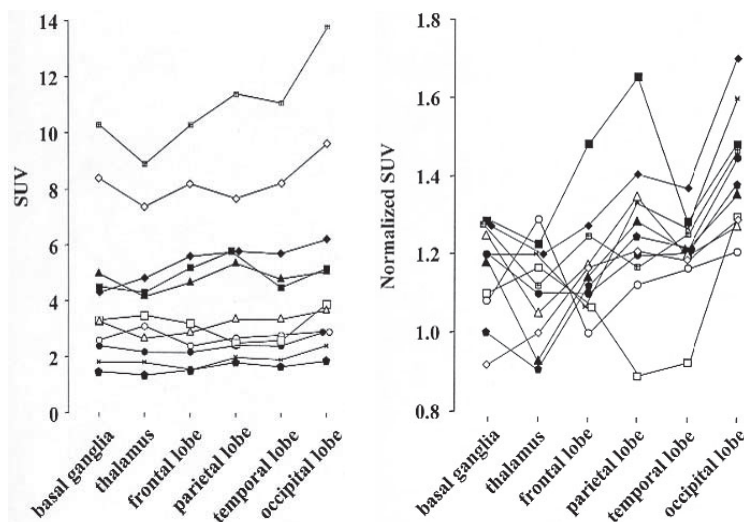 14
12
10
8
6
4
2
0
SUV
basal ganglia
thalamus
frontal lobe
parietal lobe
temporal lobe
occipital lobe
1.8
1.6
1.4
1.2
1.0
0.8
Normalized SUV
basal ganglia
thalamus
frontal lobe
parietal lobe
temporal lobe
occipital lobe